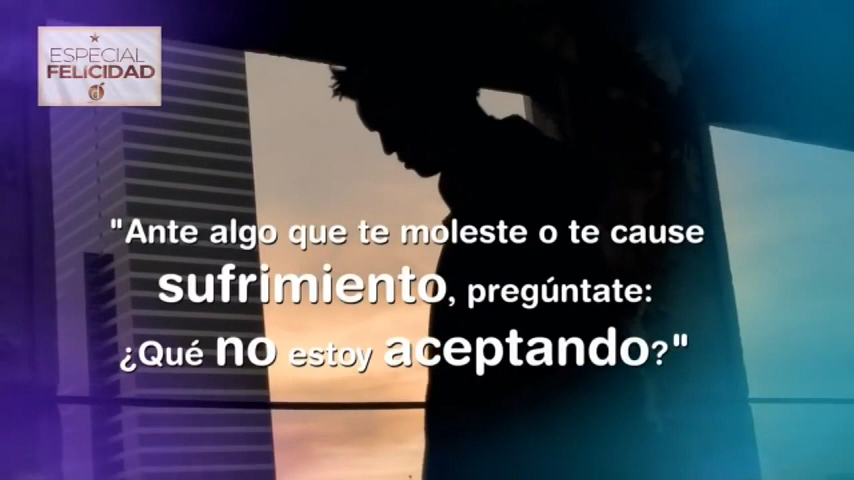 ESPECIAL
FELICIDAD
"Ante algo que te moleste o te cause
sufrimiento, pregúntate:
¿Qué no estoy aceptando?"